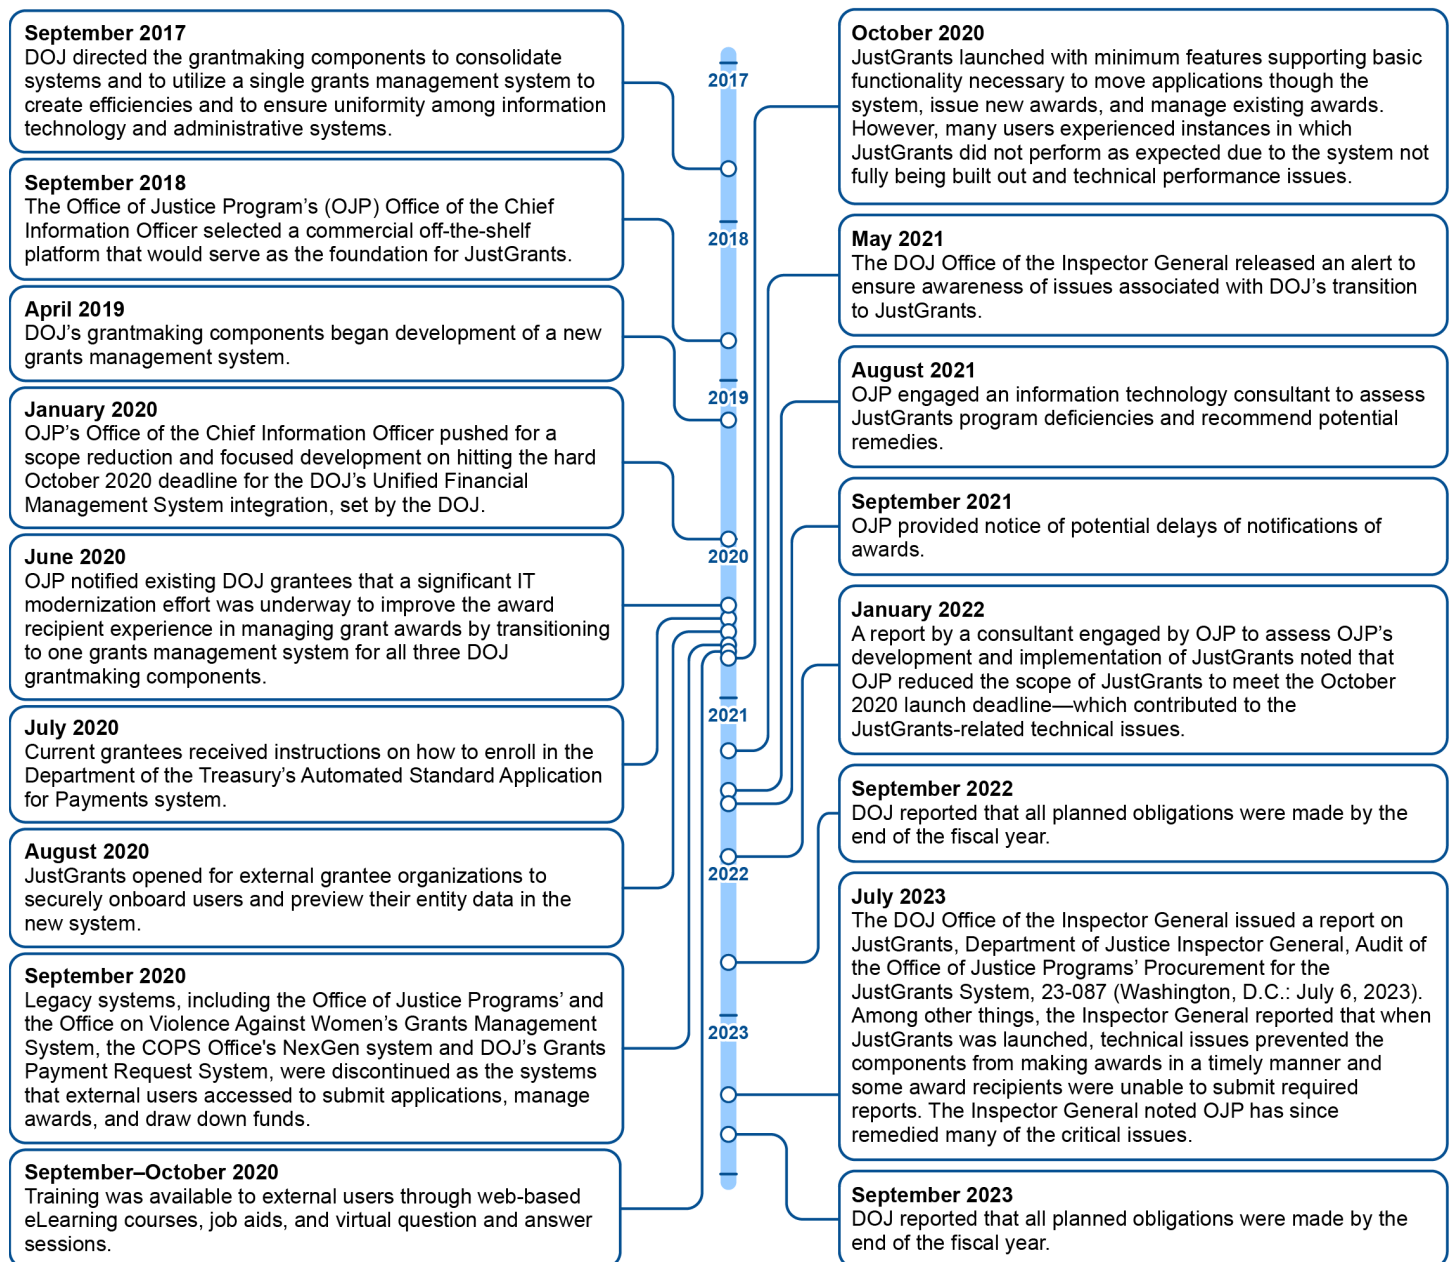 September 2017
DOJ directed the grantmaking components to consolidate
systems and to utilize a single grants management system to
create efficiencies and to ensure uniformity among information
technology and administrative systems.
September 2018
The Office of Justice Program’s (OJP) Office of the Chief
Information Officer selected a commercial off-the-shelf
platform that would serve as the foundation for JustGrants.
April 2019
DOJ’s grantmaking components began development of a new
grants management system.
January 2020
OJP’s Office of the Chief Information Officer pushed for a
scope reduction and focused development on hitting the hard
October 2020 deadline for the DOJ’s Unified Financial
Management System integration, set by the DOJ.
June 2020
OJP notified existing DOJ grantees that a significant IT
modernization effort was underway to improve the award
recipient experience in managing grant awards by transitioning
to one grants management system for all three DOJ
grantmaking components.
July 2020
Current grantees received instructions on how to enroll in the
Department of the Treasury’s Automated Standard Application
for Payments system.
August 2020
JustGrants opened for external grantee organizations to
securely onboard users and preview their entity data in the
new system.
September 2020
Legacy systems, including the Office of Justice Programs’ and
the Office on Violence Against Women’s Grants Management
System, the COPS Office's NexGen system and DOJ’s Grants
Payment Request System, were discontinued as the systems
that external users accessed to submit applications, manage
awards, and draw down funds.
September–October 2020
Training was available to external users through web-based
eLearning courses, job aids, and virtual question and answer
sessions.
2017
2018
2019
2020
2021
2022
2023
October 2020
JustGrants launched with minimum features supporting basic
functionality necessary to move applications though the
system, issue new awards, and manage existing awards.
However, many users experienced instances in which
JustGrants did not perform as expected due to the system not
fully being built out and technical performance issues.
May 2021
The DOJ Office of the Inspector General released an alert to
ensure awareness of issues associated with DOJ’s transition
to JustGrants.
August 2021
OJP engaged an information technology consultant to assess
JustGrants program deficiencies and recommend potential
remedies.
September 2021
OJP provided notice of potential delays of notifications of
awards.
January 2022
A report by a consultant engaged by OJP to assess OJP’s
development and implementation of JustGrants noted that
OJP reduced the scope of JustGrants to meet the October
2020 launch deadline—which contributed to the
JustGrants-related technical issues.
September 2022
DOJ reported that all planned obligations were made by the
end of the fiscal year.
July 2023
The DOJ Office of the Inspector General issued a report on
JustGrants, Department of Justice Inspector General, Audit of
the Office of Justice Programs’ Procurement for the
JustGrants System, 23-087 (Washington, D.C.: July 6, 2023).
Among other things, the Inspector General reported that when
JustGrants was launched, technical issues prevented the
components from making awards in a timely manner and
some award recipients were unable to submit required
reports. The Inspector General noted OJP has since
remedied many of the critical issues.
September 2023
DOJ reported that all planned obligations were made by the
end of the fiscal year.